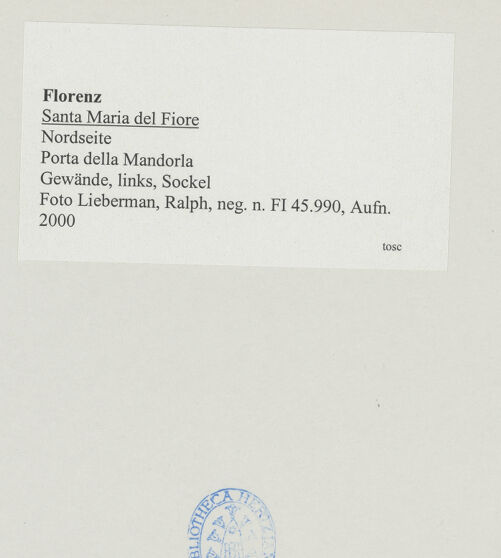 Florenz
Santa Maria del Fiore
Nordseite
Porta della Mandorla
Gewände, links, Sockel
Foto Lieberman, Ralph, neg. n. FI 45.990, Aufn.
2000
tosc
BIBLIOTHECA